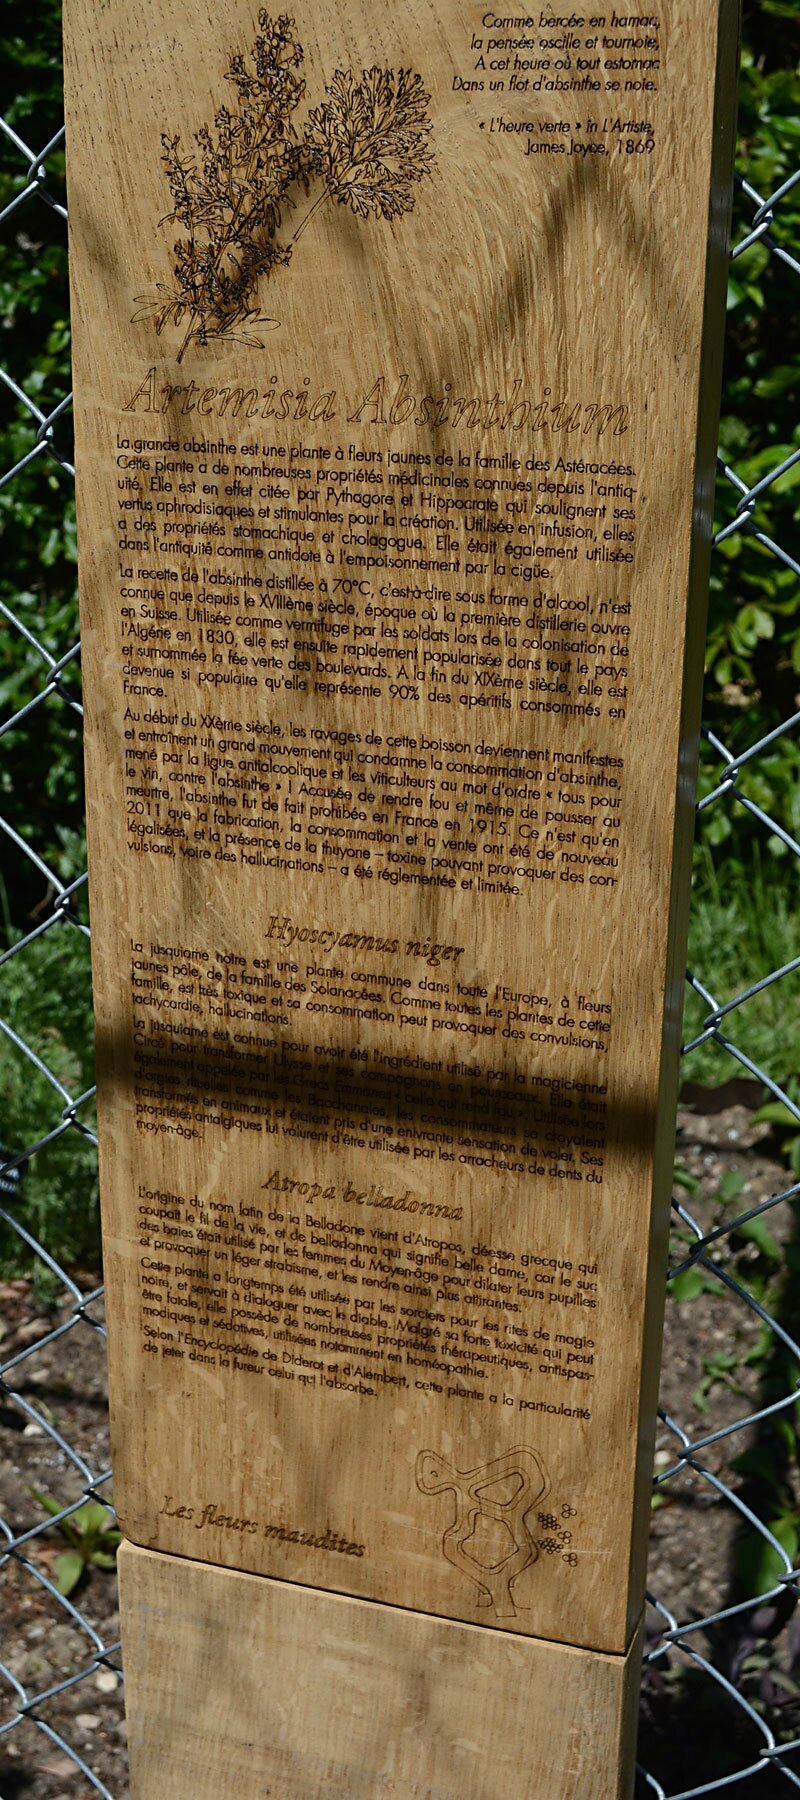 Comme bercée en hamac,
la pensée oscille et tournoie,
A cet heure où tout estomac
Dans un flot d'absinthe se noie.
« L'heure verte » in L'Artiste,
James Joyce, 1869
Artemisia Absinthium
La grande absinthe est une plante à fleurs jaunes de la famille des Astéracées.
Cette plante a de nombreuses propriétés médicinales connues depuis l'antiq-
uité. Elle est en effet citée par Pythagore et Hippocrate qui soulignent ses
vertus aphrodisiaques et stimulantes pour la création. Utilisée en infusion, elles
a des propriétés stomachique et cholagogue. Elle était également utilisée
dans l'antiquité comme antidote à l'empoisonnement par la cigüe.
La recette de l'absinthe distillée à 70°C, c'est-à-dire sous forme d'alcool, n'est
connue que depuis le XVIIIème siècle, époque où la première distillerie ouvre
en Suisse. Utilisée comme vermifuge par les soldats lors de la colonisation de
l'Algérie en 1830, elle est ensuite rapidement popularisée dans tout le pays
et surnommée la fée verte des boulevards. A la fin du XIXème siècle, elle est
devenue si populaire qu'elle représente 90% des apéritifs consommés en
France.
Au début du XXème siècle, les ravages de cette boisson deviennent manifestes
et entraînent un grand mouvement qui condamne la consommation d'absinthe,
mené par la ligue antialcoolique et les viticulteurs au mot d'ordre « tous pour
le vin, contre l'absinthe » ! Accusée de rendre fou et même de pousser au
meurtre, l'absinthe fut de fait prohibée en France en 1915. Ce n'est qu'en
2011 que la fabrication, la consommation et la vente ont été de nouveau
légalisées, et la présence de la thuyone – toxine pouvant provoquer des con-
vulsions, voire des hallucinations – a été réglementée et limitée.
Hyoscyamus niger
La jusquiame noire est une plante commune dans toute l'Europe, à fleurs
jaunes pôle, de la famille des Solanacées. Comme toutes les plantes de cette
famille, est très toxique et sa consommation peut provoquer des convulsions,
tachycardie, hallucinations.
La jusquiame est connue pour avoir été l'ingrédient utilisé par la magicienne
Circé pour transformer Ulysse et ses compagnons en pourceaux. Elle était
également appelée par les Grecs Emmanes « celle qui rend fou ». Utilisée lors
d'orgies rituelles comme les Bacchanales, les consommateurs se croyaient
transformés en animaux et étaient pris d'une enivrante sensation de voler. Ses
propriétés antalgiques lui valurent d'être utilisée par les arracheurs de dents du
moyen-âge.
Atropa belladonna
L'origine du nom latin de la Belladone vient d'Atropos, déesse grecque qui
coupait le fil de la vie, et de belladonna qui signifie belle dame, car le suc
des baies était utilisé par les femmes du Moyen-âge pour dilater leurs pupilles
et provoquer un léger strabisme, et les rendre ainsi plus attirantes.
Cette plante a longtemps été utilisée par les sorciers pour les rites de magie
noire, et servait à dialoguer avec le diable. Malgré sa forte toxicité qui peut
être fatale, elle possède de nombreuses propriétés thérapeutiques, antispas-
modiques et sédatives, utilisées notamment en homéopathie.
Selon l'Encyclopédie de Diderot et d'Alembert, cette plante a la particularité
de jeter dans la fureur celui qui l'absorbe.
Les fleurs maudites